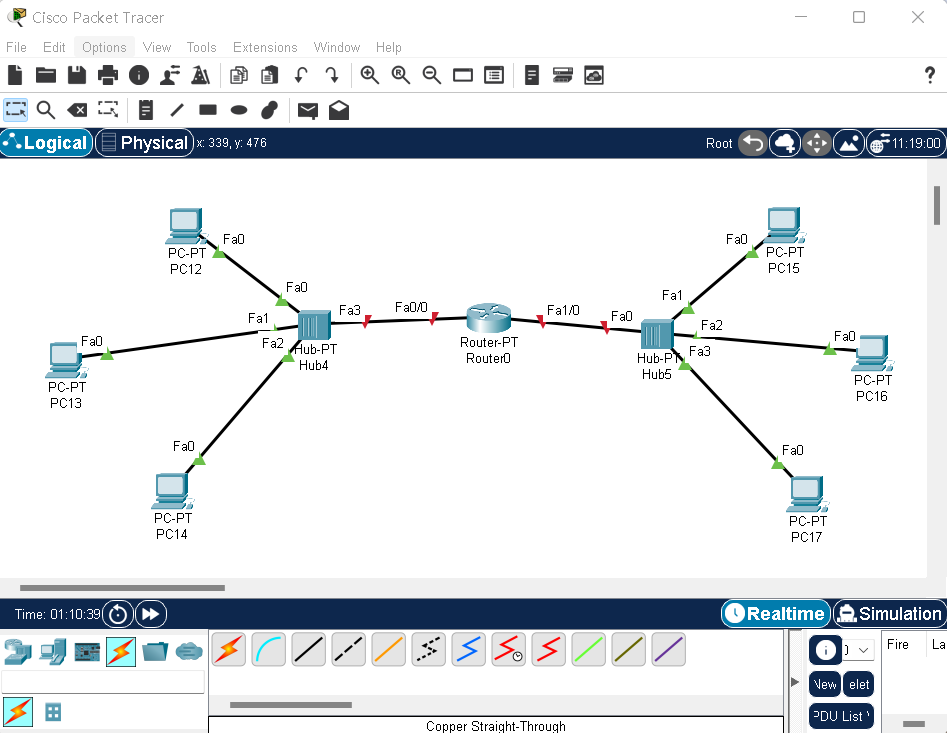 Cisco Packet Tracer
File Edit Options View Tools Extensions Window Help
Logical Physical x: 339, y: 476 Root 11:19:00
PC-PT
PC12
Fa0
Fa0
Fa1
Fa2
Fa3
Hub-PT
Hub4
Fa0
PC-PT
PC13
Fa0
PC-PT
PC14
Fa0/0
Router-PT
Router0
Fa1/0
Fa0
PC-PT
PC15
Fa0
Fa1
Fa2
Fa3
Hub-PT
Hub5
Fa0
PC-PT
PC16
Fa0
PC-PT
PC17
Time: 01:10:39 Realtime Simulation
Fire La
New elet
PDU List
Copper Straight-Through